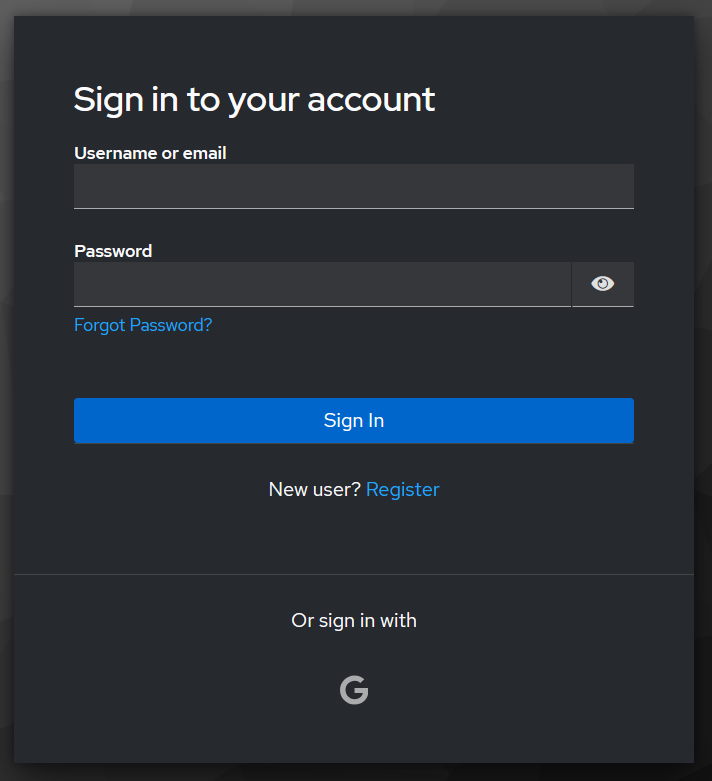 Sign in to your account
Username or email
Password
Forgot Password?
Sign In
New user? Register
Or sign in with